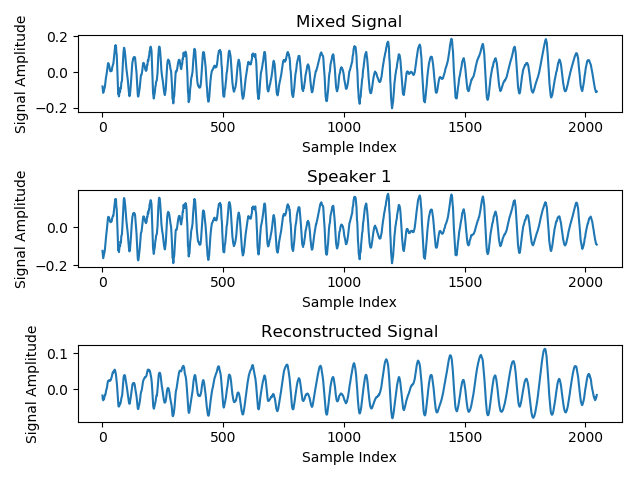 Mixed Signal
Signal Amplitude
0.2
0.0
−0.2
0 500 1000 1500 2000
Sample Index
Speaker 1
Signal Amplitude
0.0
−0.2
0 500 1000 1500 2000
Sample Index
Reconstructed Signal
Signal Amplitude
0.1
0.0
0 500 1000 1500 2000
Sample Index